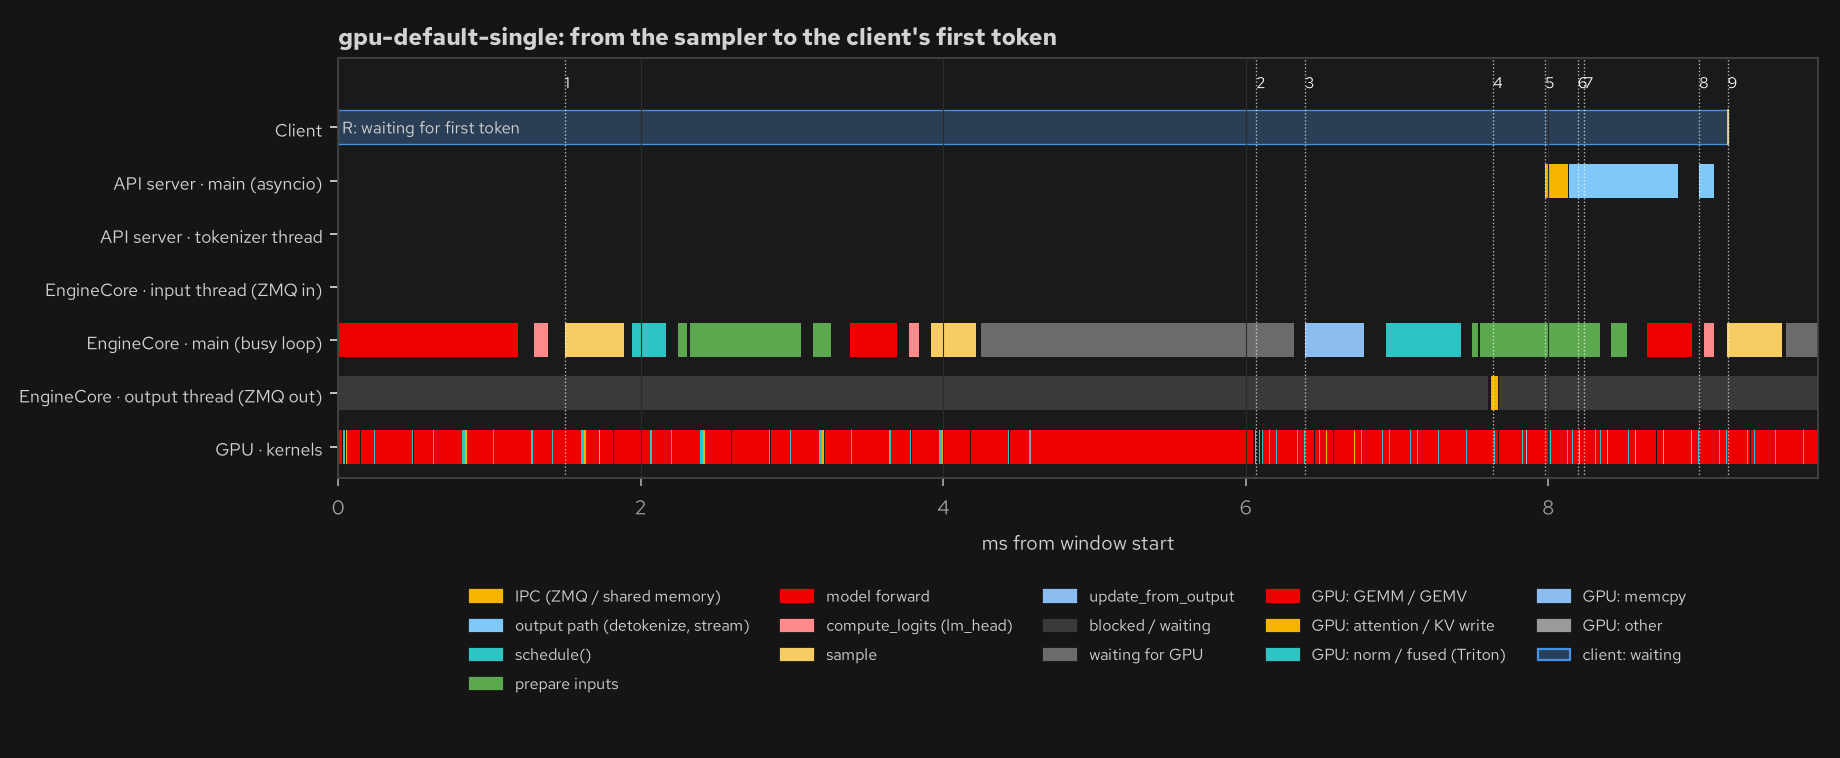 gpu-default-single: from the sampler to the client's first token
1 2 3 4 5 6 7 8 9
Client
R: waiting for first token
API server · main (asyncio)
API server · tokenizer thread
EngineCore · input thread (ZMQ in)
EngineCore · main (busy loop)
EngineCore · output thread (ZMQ out)
GPU · kernels
0 2 4 6 8
ms from window start
IPC (ZMQ / shared memory)
output path (detokenize, stream)
schedule()
prepare inputs
model forward
compute_logits (lm_head)
sample
update_from_output
blocked / waiting
waiting for GPU
GPU: GEMM / GEMV
GPU: attention / KV write
GPU: norm / fused (Triton)
GPU: memcpy
GPU: other
client: waiting